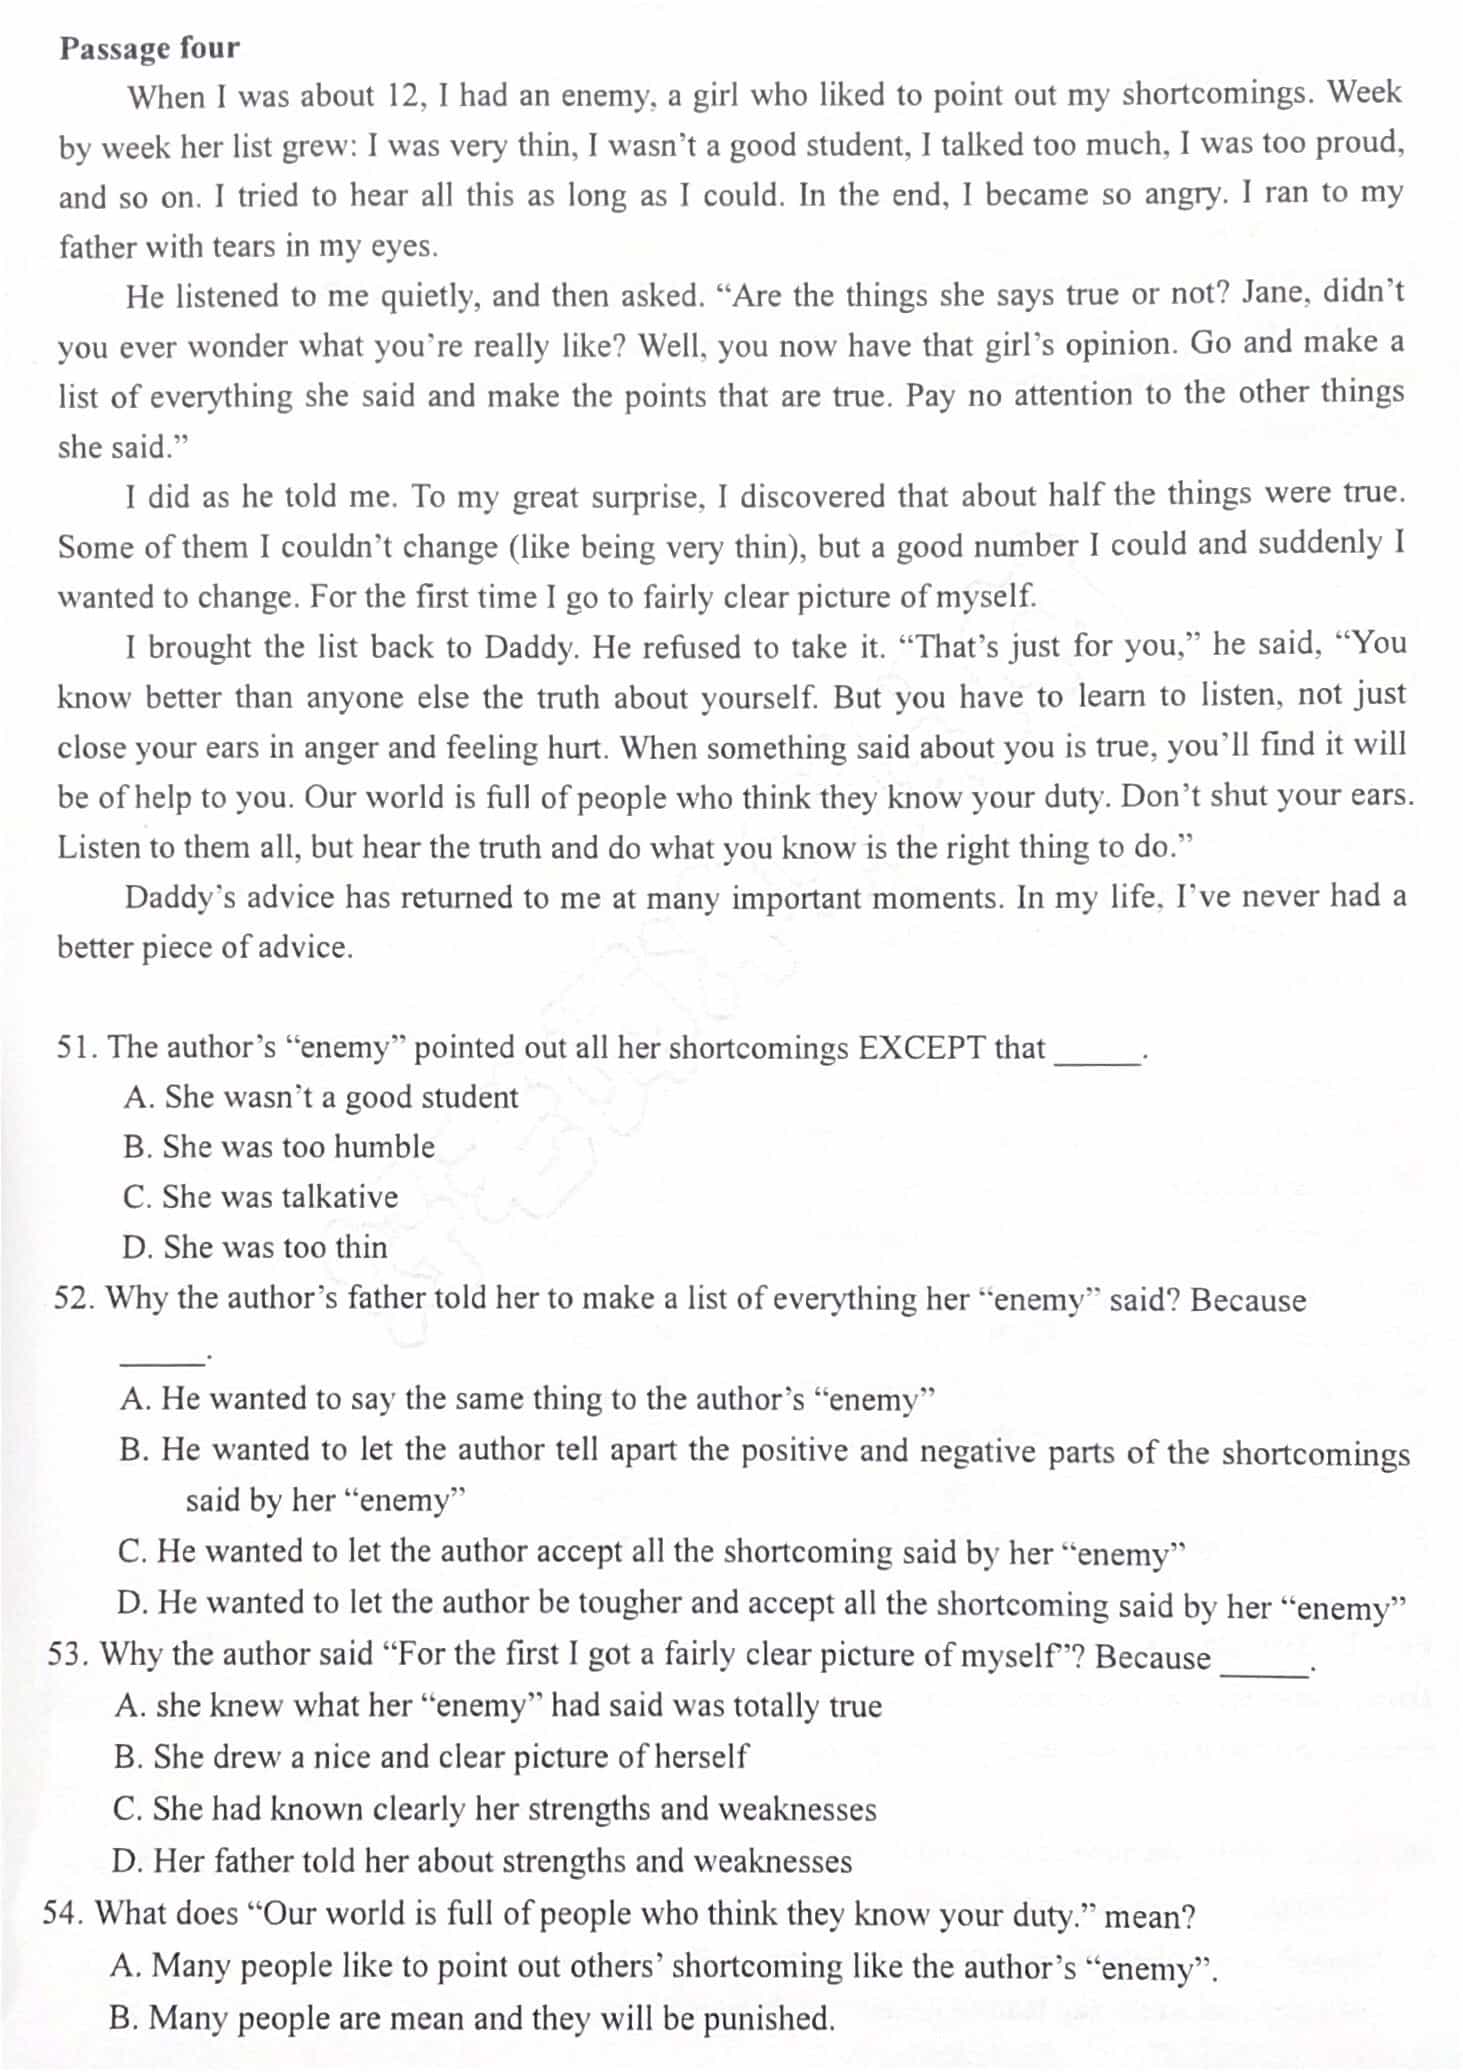 Passage four
When I was about 12, I had an enemy, a girl who liked to point out my shortcomings. Week
by week her list grew: I was very thin, I wasn't a good student, I talked too much, I was too proud,
and so on. I tried to hear all this as long as I could. In the end, I became so angry. I ran to my
father with tears in my eyes.
He listened to me quietly, and then asked. “Are the things she says true or not? Jane, didn't
you ever wonder what you're really like? Well, you now have that girl's opinion. Go and make a
list of everything she said and make the points that are true. Pay no attention to the other things
she said.”
I did as he told me. To my great surprise, I discovered that about half the things were true.
Some of them I couldn't change (like being very thin), but a good number I could and suddenly I
wanted to change. For the first time I go to fairly clear picture of myself.
I brought the list back to Daddy. He refused to take it. “That's just for you,” he said, “You
know better than anyone else the truth about yourself. But you have to learn to listen, not just
close your ears in anger and feeling hurt. When something said about you is true, you'll find it will
be of help to you. Our world is full of people who think they know your duty. Don't shut your ears.
Listen to them all, but hear the truth and do what you know is the right thing to do.”
Daddy's advice has returned to me at many important moments. In my life, I've never had a
better piece of advice.
51. The author's “enemy” pointed out all her shortcomings EXCEPT that _____.
A. She wasn't a good student
B. She was too humble
C. She was talkative
D. She was too thin
52. Why the author's father told her to make a list of everything her “enemy” said? Because
_____.
A. He wanted to say the same thing to the author's “enemy”
B. He wanted to let the author tell apart the positive and negative parts of the shortcomings
said by her “enemy”
C. He wanted to let the author accept all the shortcoming said by her “enemy”
D. He wanted to let the author be tougher and accept all the shortcoming said by her “enemy”
53. Why the author said “For the first I got a fairly clear picture of myself”? Because _____.
A. she knew what her “enemy” had said was totally true
B. She drew a nice and clear picture of herself
C. She had known clearly her strengths and weaknesses
D. Her father told her about strengths and weaknesses
54. What does “Our world is full of people who think they know your duty.” mean?
A. Many people like to point out others' shortcoming like the author's “enemy”.
B. Many people are mean and they will be punished.